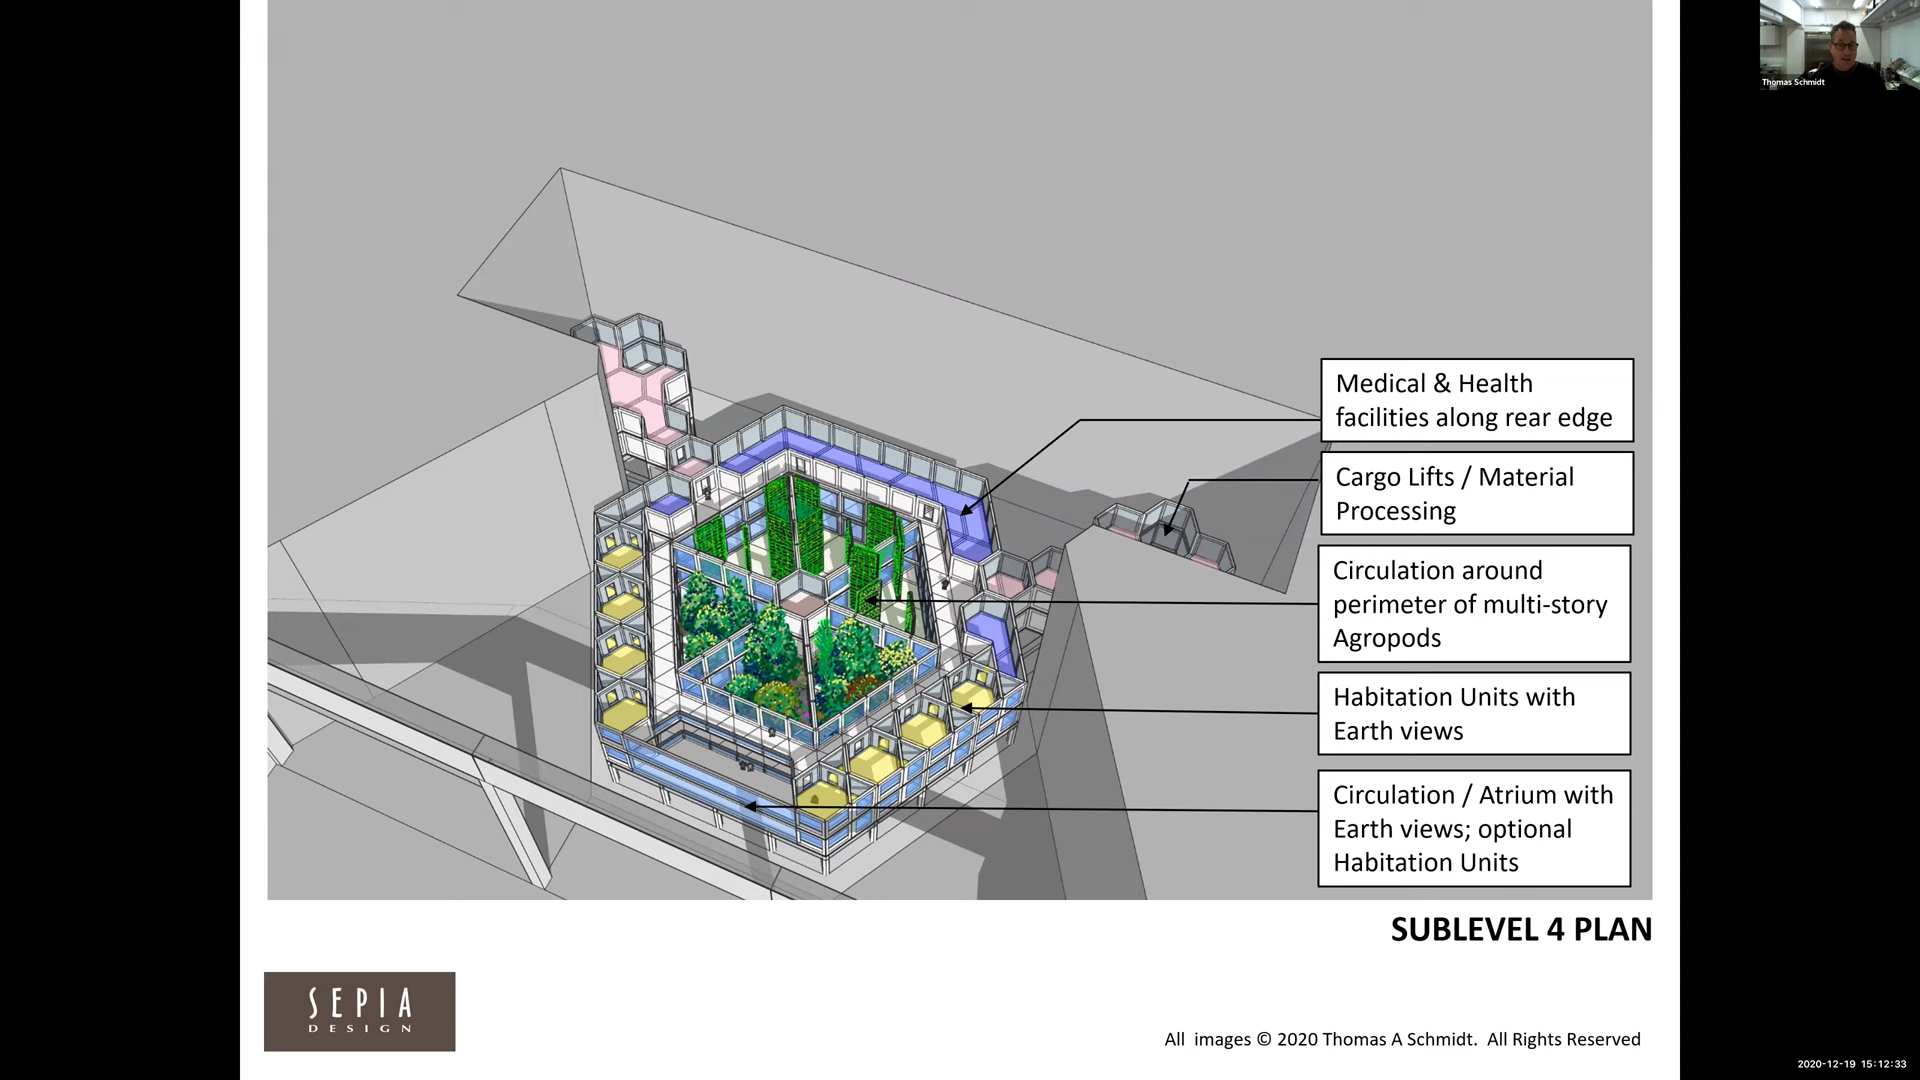 Thomas Schmidt
Medical & Health
facilities along rear edge
Cargo Lifts / Material
Processing
Circulation around
perimeter of multi-story
Agropods
Habitation Units with
Earth views
Circulation / Atrium with
Earth views; optional
Habitation Units
SUBLEVEL 4 PLAN
SEPIA
DESIGN
All images © 2020 Thomas A Schmidt. All Rights Reserved
2020-12-19 15:12:33